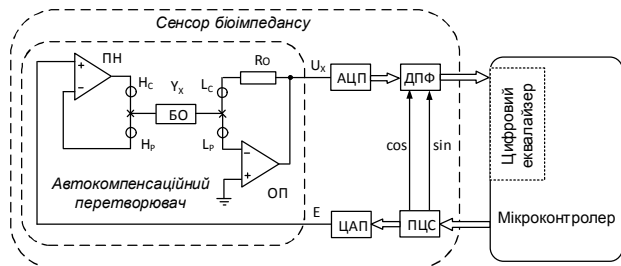 Сенсор біоімпедансу
ПН
Hc
Yx
Lc
Rо
Ux
АЦП
ДПФ
БО
Hp
Lp
cos
sin
Цифровий
еквалайзер
Автокомпенсаційний
перетворювач
ОП
E
ЦАП
ПЦС
Мікроконтролер